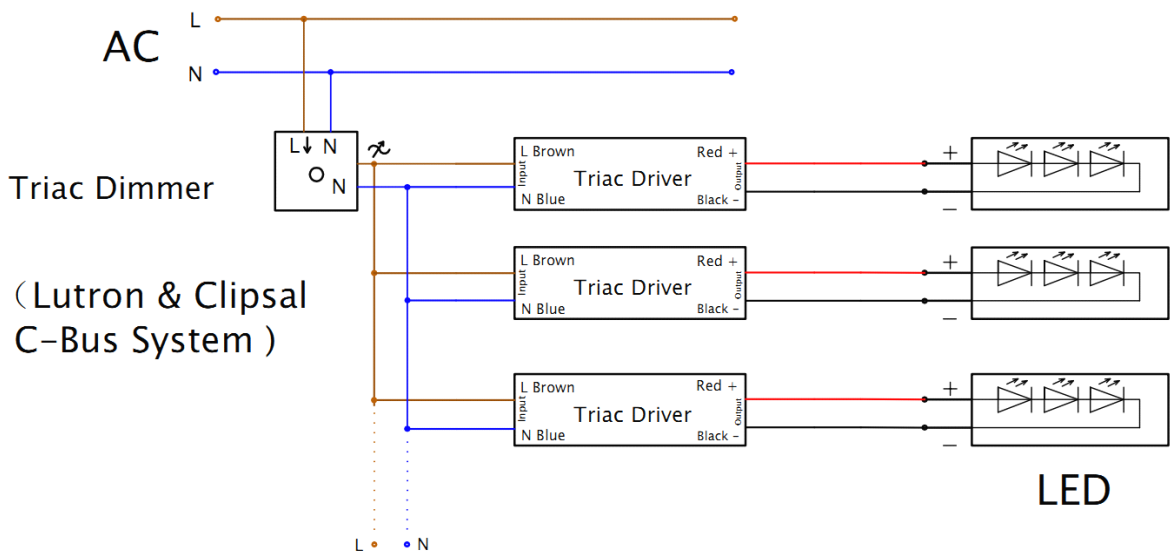 L
AC
N
L N
N
Triac Dimmer
（Lutron & Clipsal
C-Bus System )
L Brown
Input
N Blue
Triac Driver
Red +
Output
Black -
+
−
L Brown
Input
N Blue
Triac Driver
Red +
Output
Black -
+
−
L Brown
Input
N Blue
Triac Driver
Red +
Output
Black -
+
−
LED
L
N